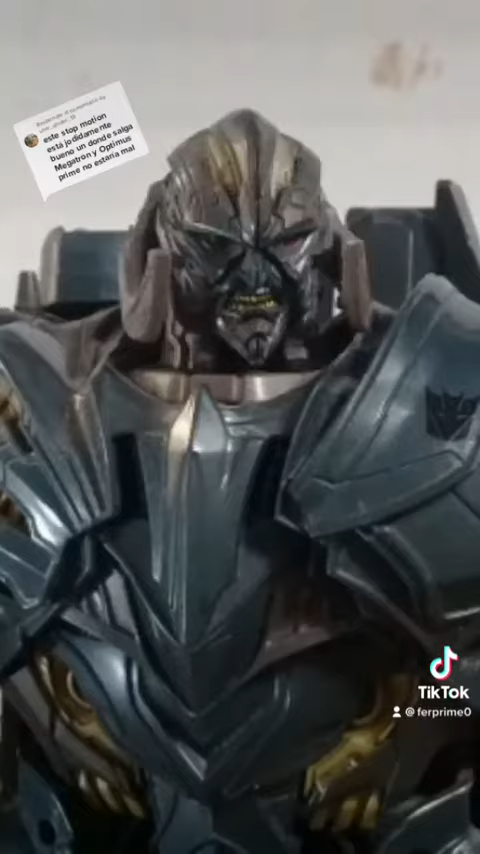 este stop motion
está jodidamente
bueno un donde salga
Megatron y Optimus
prime no estaria mal
TikTok
@ferprime0